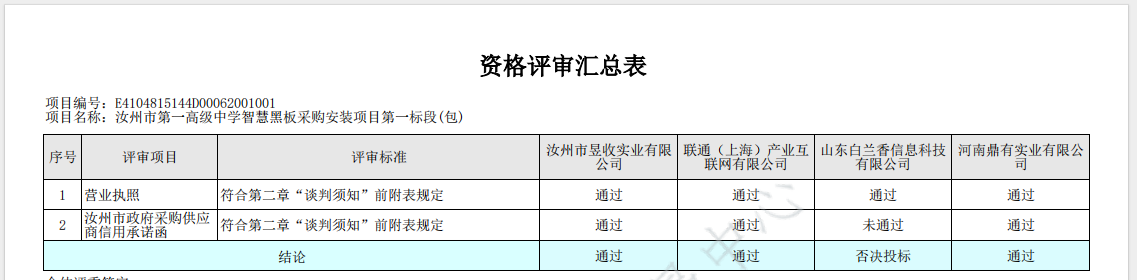 资格评审汇总表
项目编号：E4104815144D00062001001
项目名称：汝州市第一高级中学智慧黑板采购安装项目第一标段(包)
序号 评审项目 评审标准 汝州市昱收实业有限公司 联通（上海）产业互联网有限公司 山东白兰香信息科技有限公司 河南鼎有实业有限公司
1 营业执照 符合第二章“谈判须知”前附表规定 通过 通过 通过 通过
2 汝州市政府采购供应商信用承诺函 符合第二章“谈判须知”前附表规定 通过 通过 未通过 通过
结论 通过 通过 否决投标 通过
中心